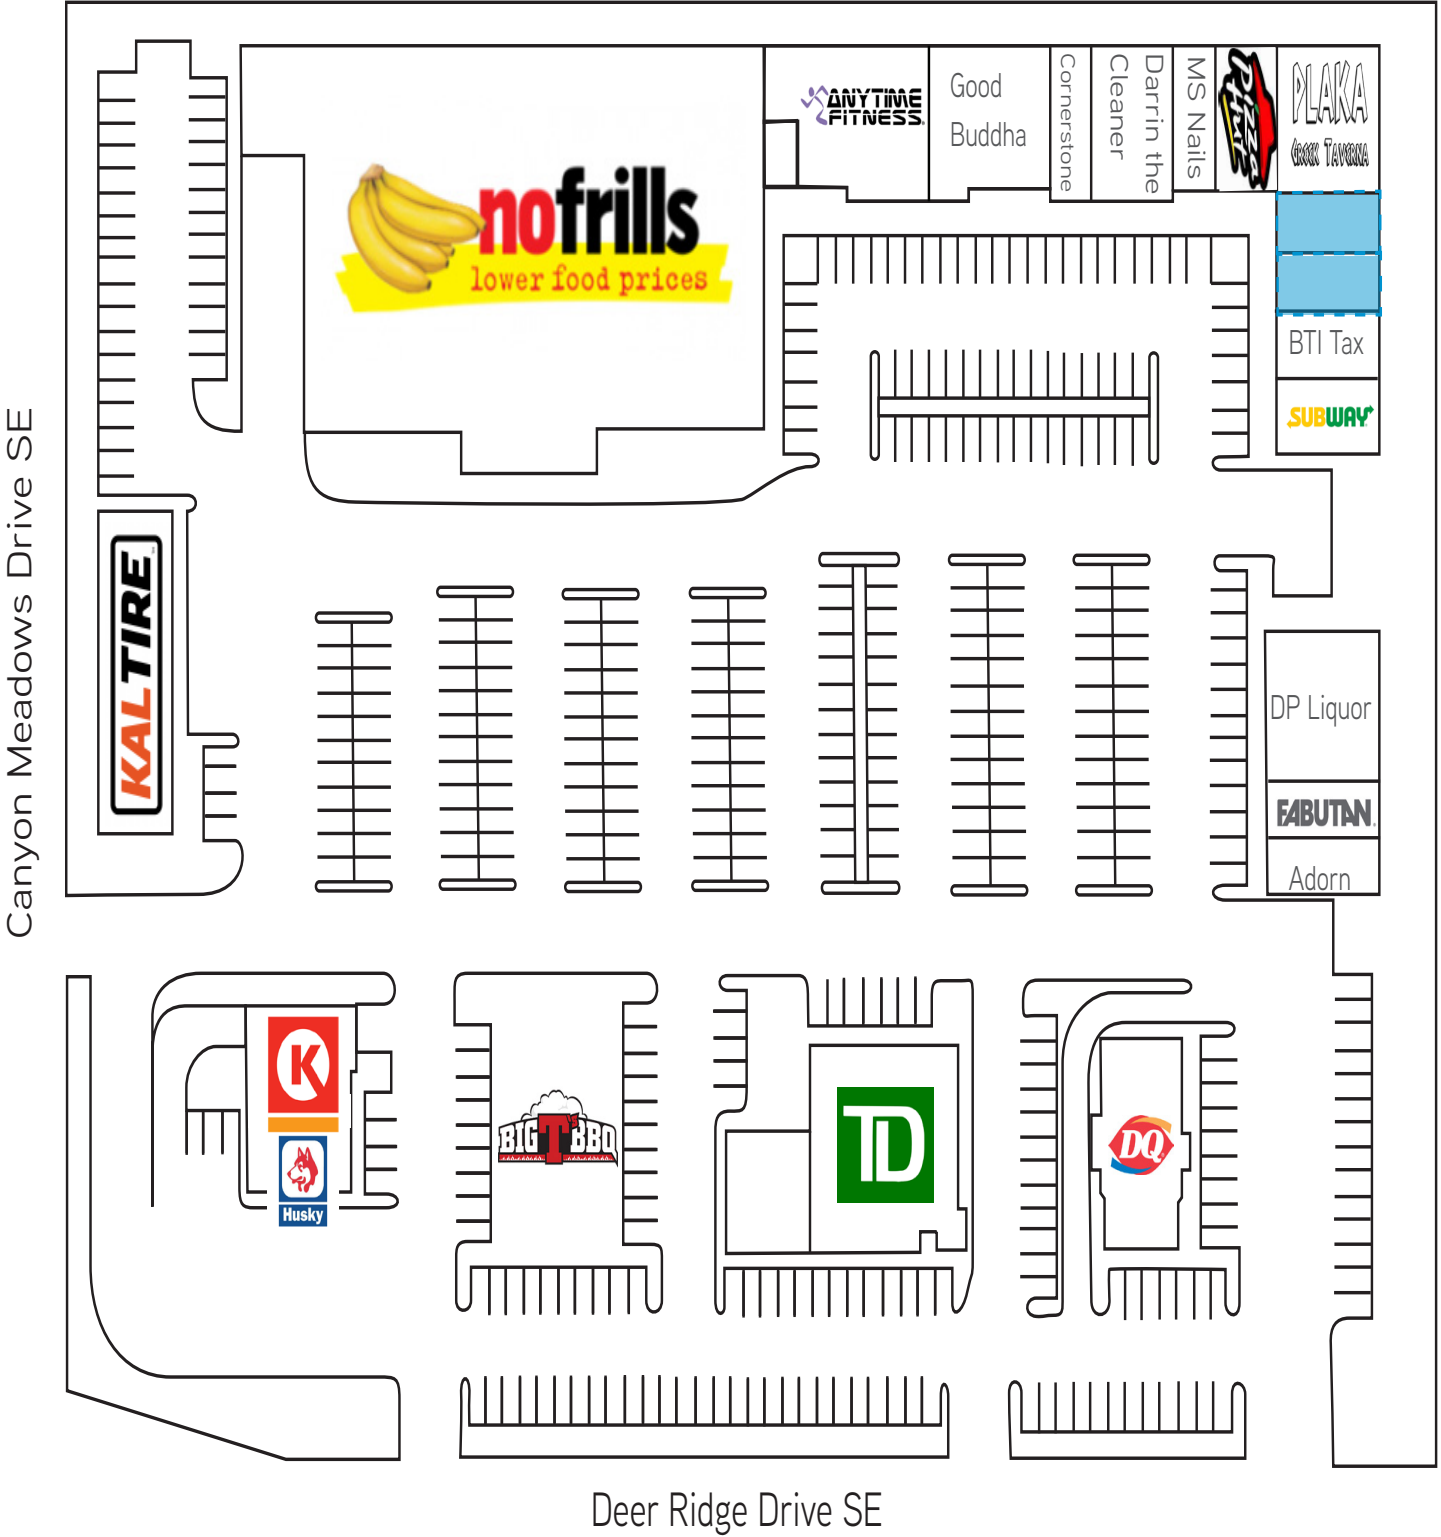 ANYTIME
FITNESS.
Good
Buddha
Cornerstone
Darrin the
Cleaner
MS Nails
Pizza
Hut
PLAKA
GREEK TAVERNA
nofrills
lower food prices
BTI Tax
SUBWAY
Canyon Meadows Drive SE
KALTIRE
DP Liquor
FABUTAN
Adorn
K
Husky
BIG T BBQ
TD
DQ
Deer Ridge Drive SE